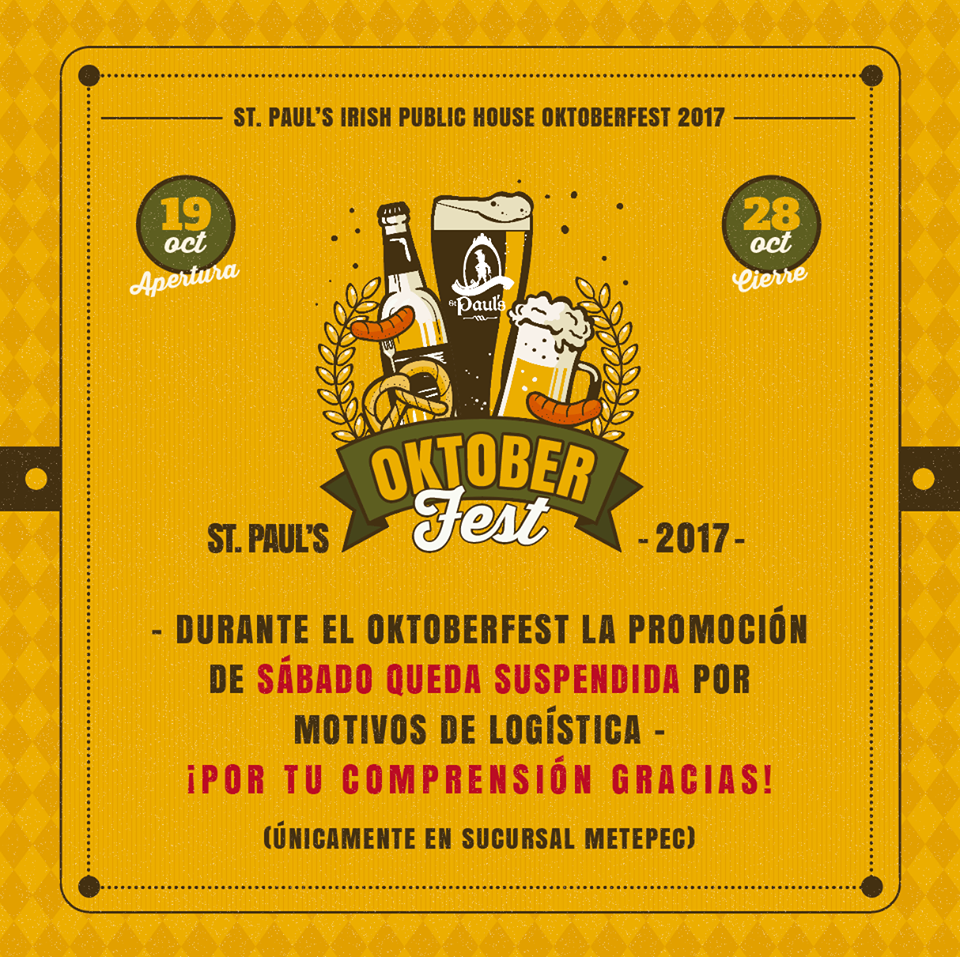 ST. PAUL'S IRISH PUBLIC HOUSE OKTOBERFEST 2017
19
oct
Apertura
28
oct
Cierre
St Paul's
OKTOBER
Fest
ST. PAUL'S
- 2017 -
- DURANTE EL OKTOBERFEST LA PROMOCIÓN
DE SÁBADO QUEDA SUSPENDIDA POR
MOTIVOS DE LOGÍSTICA -
¡POR TU COMPRENSIÓN GRACIAS!
(ÚNICAMENTE EN SUCURSAL METEPEC)